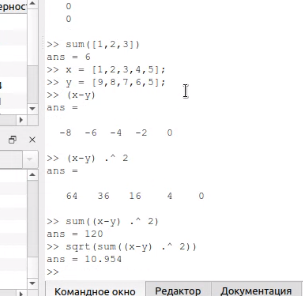 0
0
>> sum([1,2,3])
ans = 6
>> x = [1,2,3,4,5];
>> y = [9,8,7,6,5];
>> (x-y)
ans =
-8 -6 -4 -2 0
>> (x-y) .^ 2
ans =
64 36 16 4 0
>> sum((x-y) .^ 2)
ans = 120
>> sqrt(sum((x-y) .^ 2))
ans = 10.954
>>
Командное окно Редактор Документация